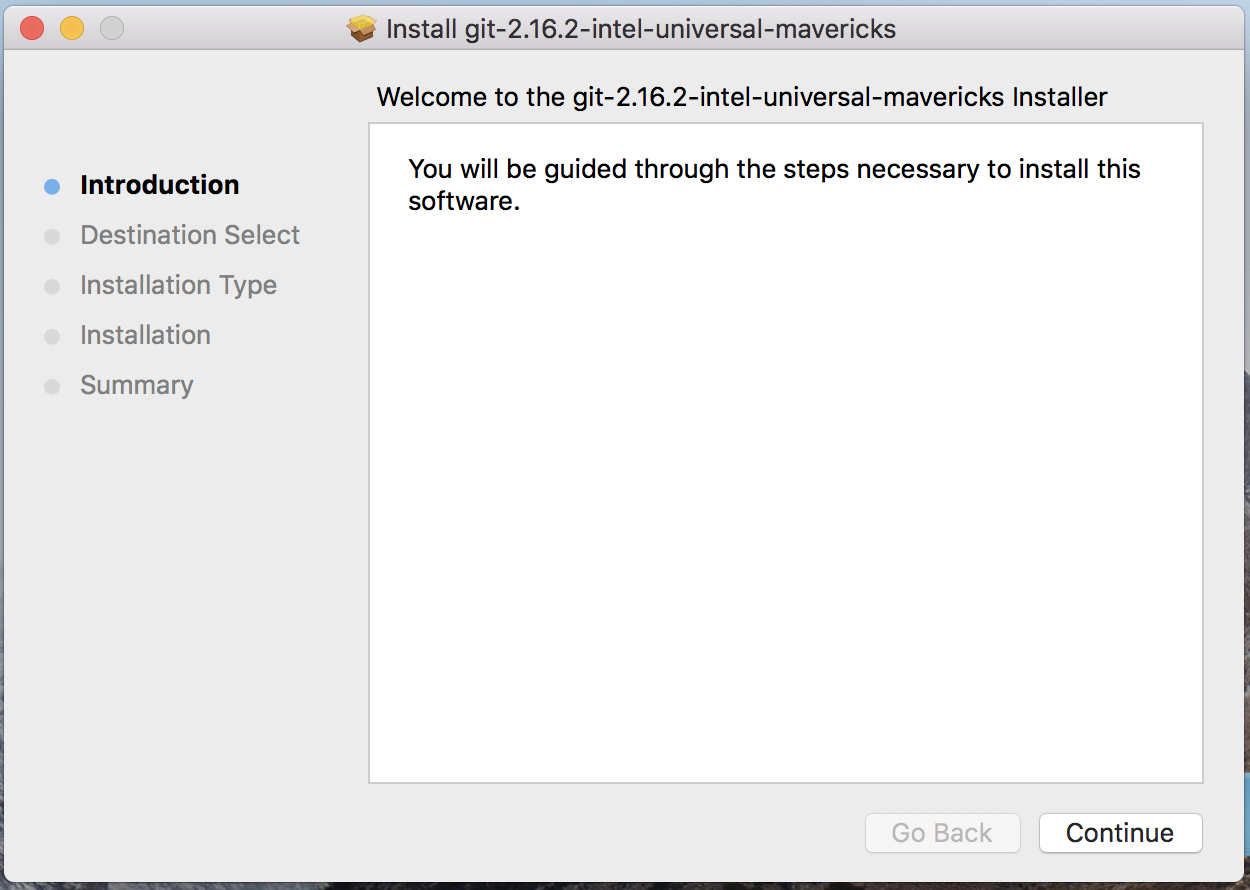 Install git-2.16.2-intel-universal-mavericks
Welcome to the git-2.16.2-intel-universal-mavericks Installer
Introduction
Destination Select
Installation Type
Installation
Summary
You will be guided through the steps necessary to install this
software.
Go Back
Continue